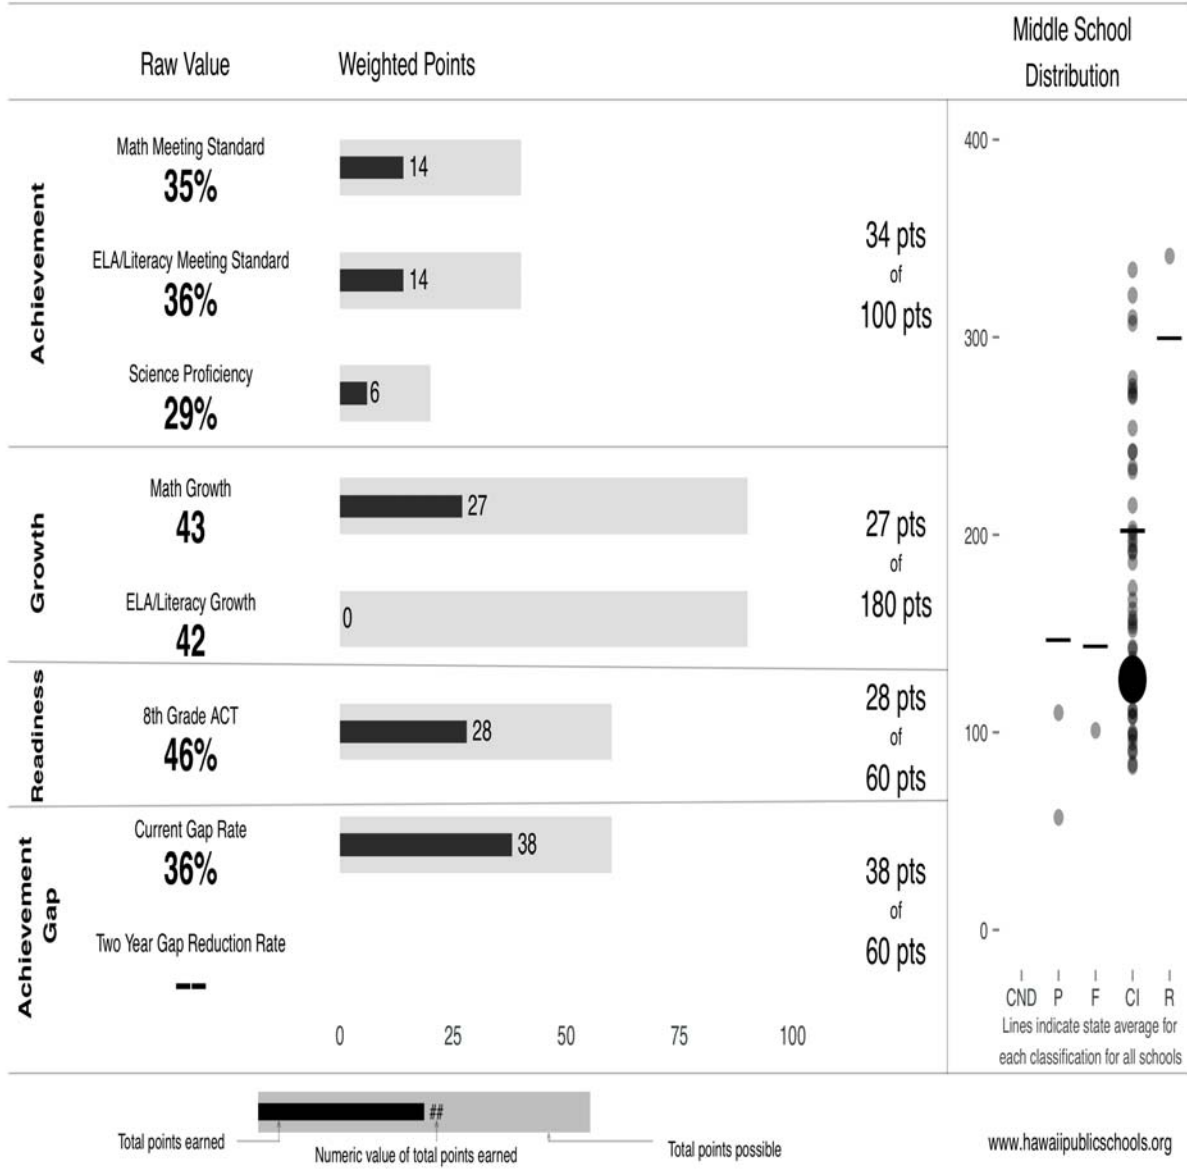 Raw Value
Weighted Points
Middle School
Distribution
Achievement
Math Meeting Standard
35%
14
ELA/Literacy Meeting Standard
36%
14
Science Proficiency
29%
6
34 pts
of
100 pts
Growth
Math Growth
43
27
ELA/Literacy Growth
42
0
27 pts
of
180 pts
Readiness
8th Grade ACT
46%
28
28 pts
of
60 pts
Achievement
Gap
Current Gap Rate
36%
38
Two Year Gap Reduction Rate
--
38 pts
of
60 pts
0 25 50 75 100
400
300
200
100
0
CND P F CI R
Lines indicate state average for
each classification for all schools
##
Total points earned
Numeric value of total points earned
Total points possible
www.hawaiipublicschools.org